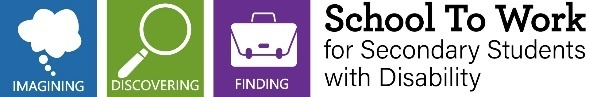 IMAGINING
DISCOVERING
FINDING
School To Work
for Secondary Students
with Disability